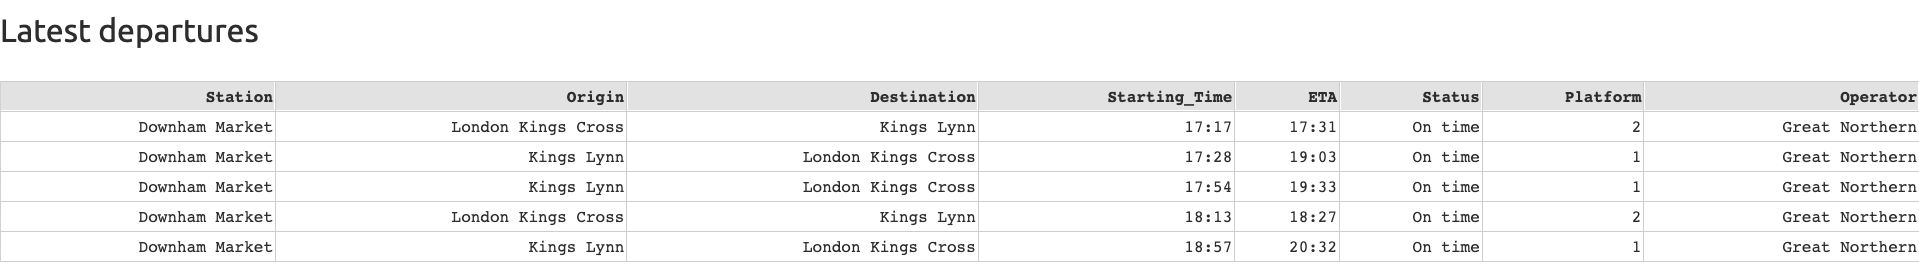 Latest departures
Station Origin Destination Starting_Time ETA Status Platform Operator
Downham Market London Kings Cross Kings Lynn 17:17 17:31 On time 2 Great Northern
Downham Market Kings Lynn London Kings Cross 17:28 19:03 On time 1 Great Northern
Downham Market Kings Lynn London Kings Cross 17:54 19:33 On time 1 Great Northern
Downham Market London Kings Cross Kings Lynn 18:13 18:27 On time 2 Great Northern
Downham Market Kings Lynn London Kings Cross 18:57 20:32 On time 1 Great Northern